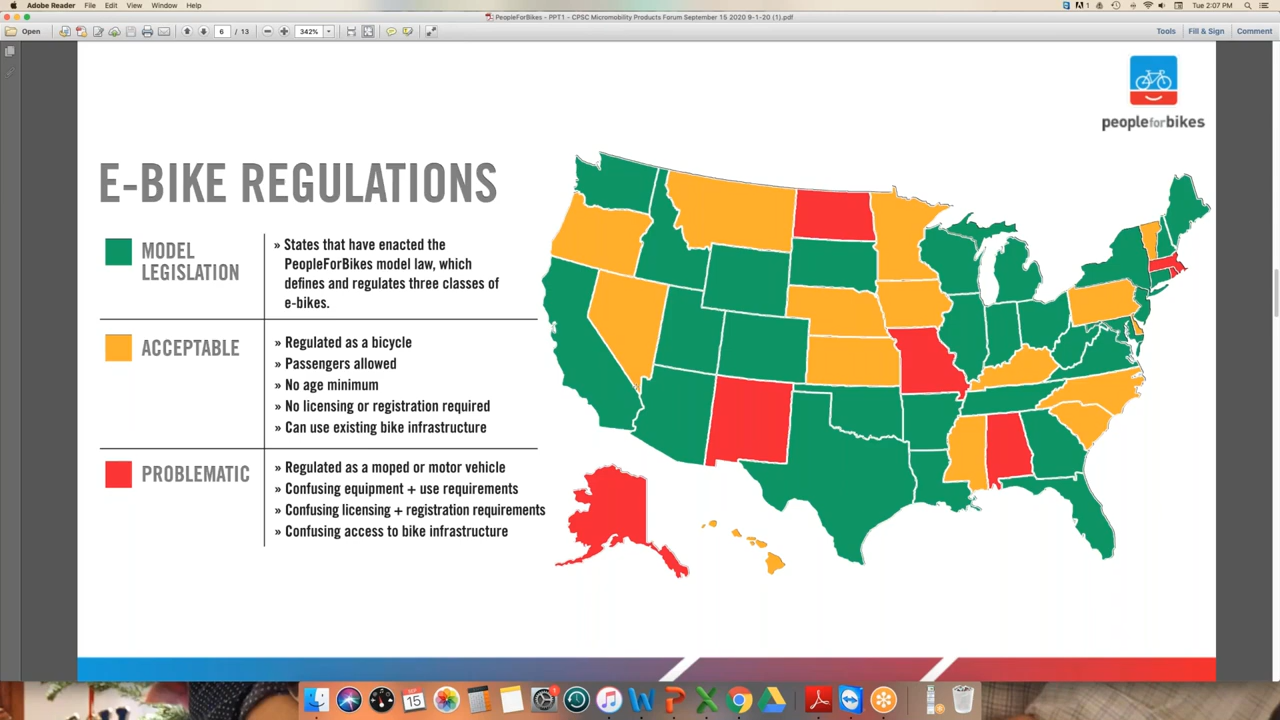 Adobe Reader File Edit View Window Help
Tue 2:07 PM
PeopleForBikes - PPT1 - CPSC Micromobility Products Forum September 15 2020 9-1-20 (1).pdf
Open 6 / 13 342% Tools Fill & Sign Comment
peopleforbikes
E-BIKE REGULATIONS
MODEL
LEGISLATION
» States that have enacted the
PeopleForBikes model law, which
defines and regulates three classes of
e-bikes.
ACCEPTABLE
» Regulated as a bicycle
» Passengers allowed
» No age minimum
» No licensing or registration required
» Can use existing bike infrastructure
PROBLEMATIC
» Regulated as a moped or motor vehicle
» Confusing equipment + use requirements
» Confusing licensing + registration requirements
» Confusing access to bike infrastructure
15